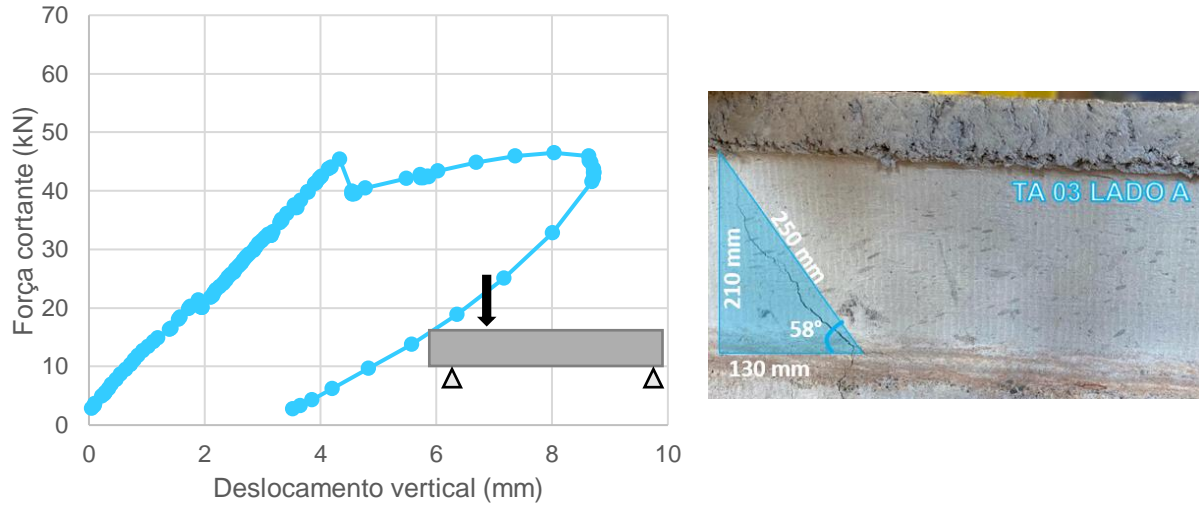 70
60
50
40
30
20
10
0
Força cortante (kN)
0 2 4 6 8 10
Deslocamento vertical (mm)
TA 03 LADO A
250 mm
210 mm
58°
130 mm